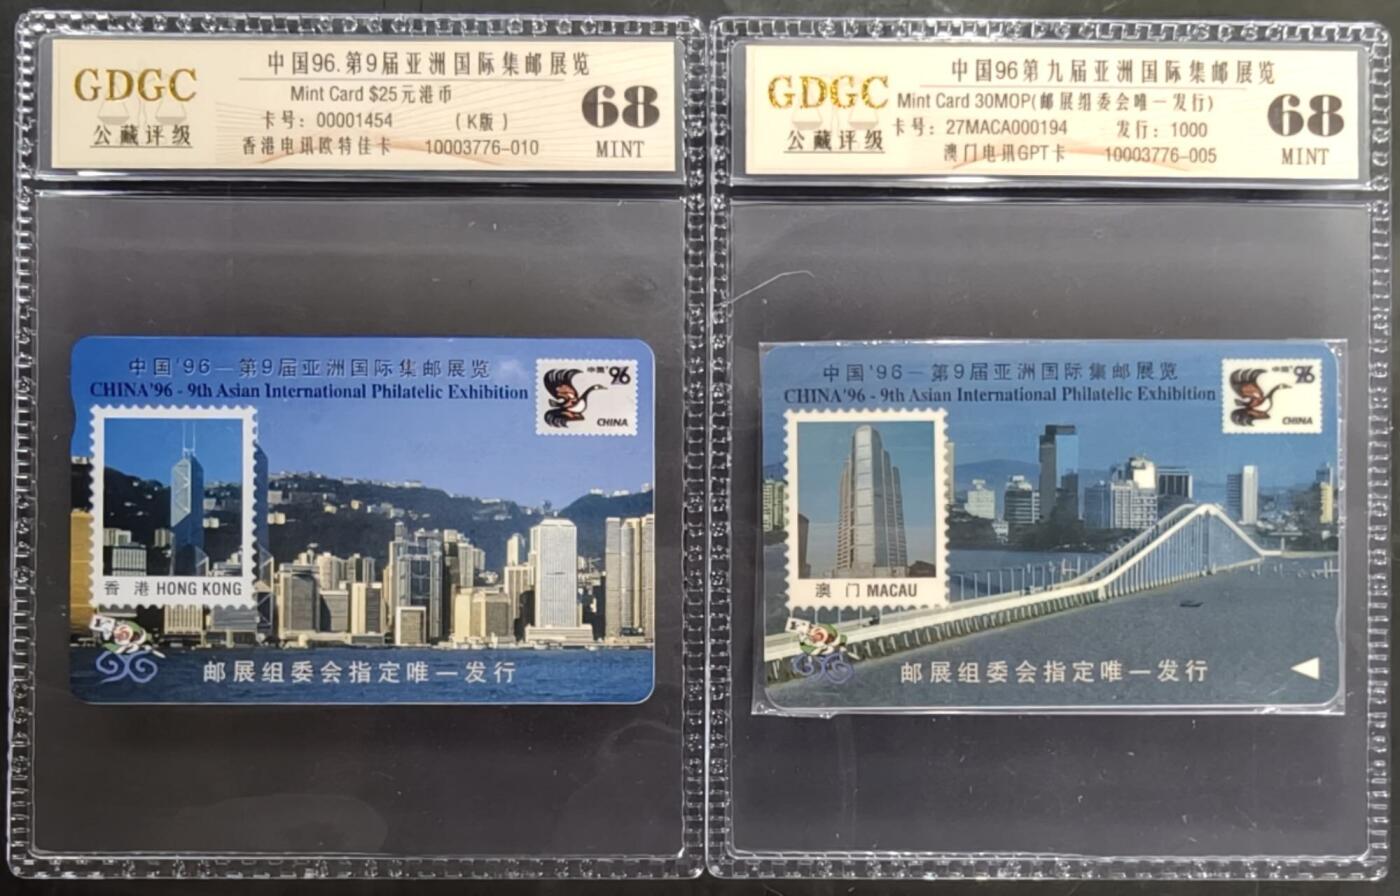 GDGC
公藏评级
中国96.第9届亚洲国际集邮展览
Mint Card $25元港币
卡号: 00001454 (K版)
香港电讯欧特佳卡 10003776-010
68
MINT
中国'96—第9届亚洲国际集邮展览
CHINA'96 - 9th Asian International Philatelic Exhibition
中国'96
CHINA
香 港 HONG KONG
邮展组委会指定唯一发行
GDGC
公藏评级
中国96第九届亚洲国际集邮展览
Mint Card 30MOP(邮展组委会唯一发行)
卡号: 27MACA000194 发行: 1000
澳门电讯GPT卡 10003776-005
68
MINT
中国'96—第9届亚洲国际集邮展览
CHINA'96 - 9th Asian International Philatelic Exhibition
中国'96
CHINA
澳 门 MACAU
邮展组委会指定唯一发行